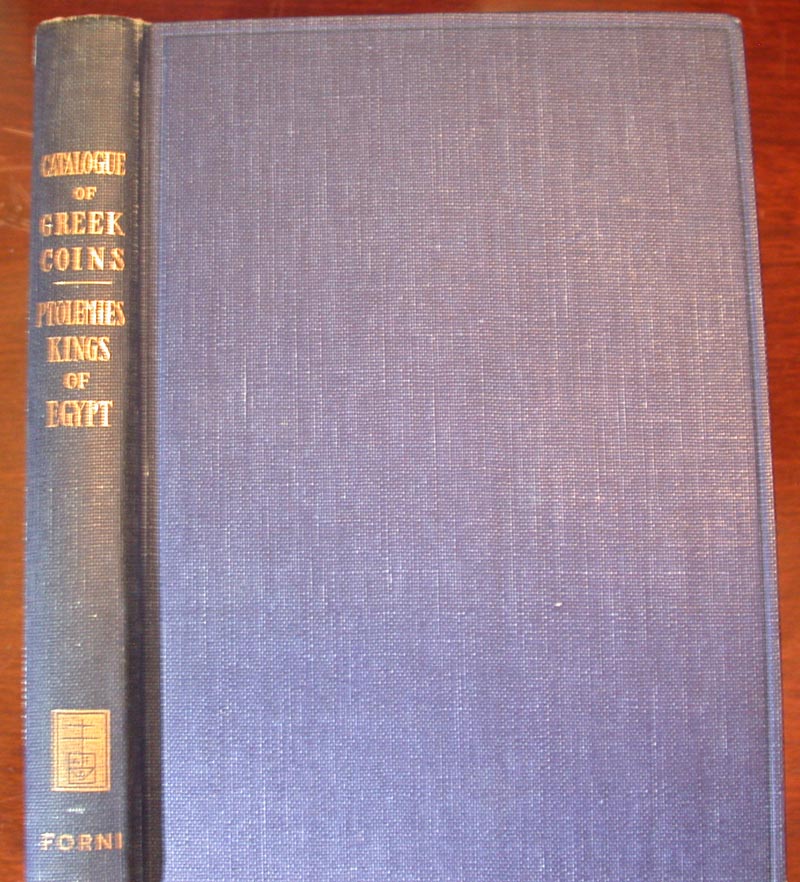 CATALOGUE
OF
GREEK
COINS
PTOLEMIES
KINGS
OF
EGYPT
FORNI